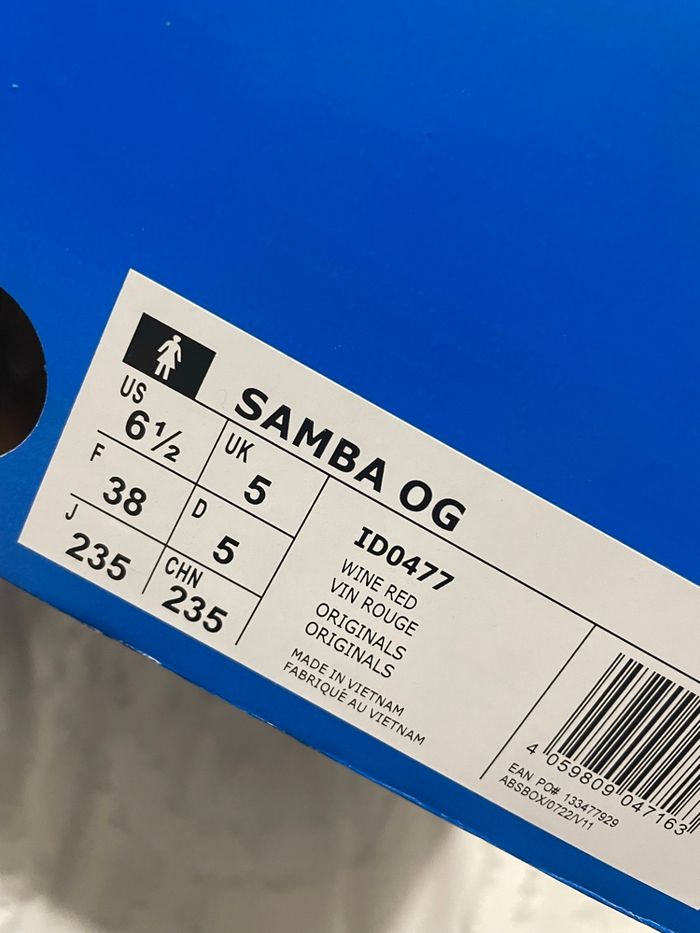 SAMBA OG
US
6½
UK
5
F
38
D
5
J
235
CHN
235
ID0477
WINE RED
VIN ROUGE
ORIGINALS
ORIGINALS
MADE IN VIETNAM
FABRIQUÉ AU VIETNAM
4 059809 047163
EAN PO# 133477929
ABSBOX/0722/V11